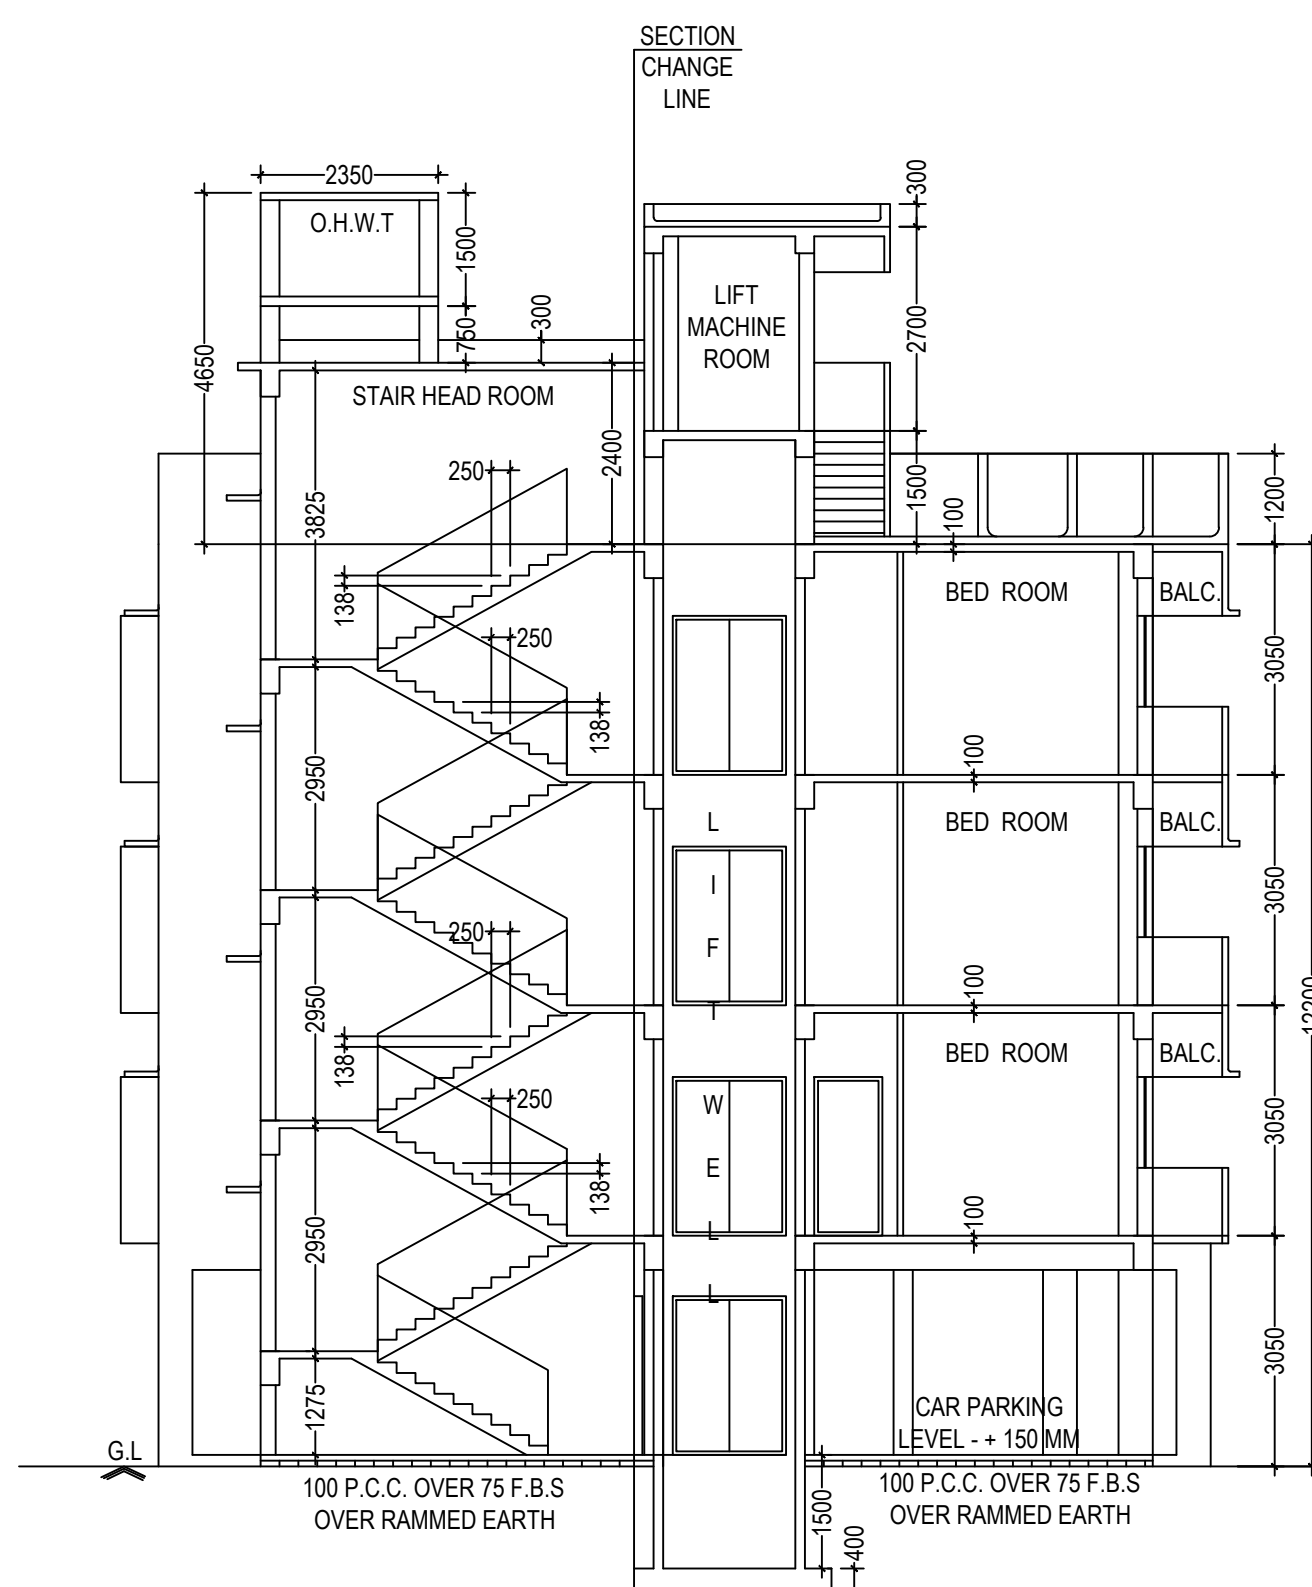 SECTION
CHANGE
LINE
2350
O.H.W.T
1500
750
300
4650
STAIR HEAD ROOM
2400
3825
250
138
250
138
2950
250
2950
138
250
138
2950
1275
300
LIFT
MACHINE
ROOM
2700
1500
100
1200
BED ROOM
BALC.
3050
100
BED ROOM
BALC.
3050
100
BED ROOM
BALC.
3050
100
3050
12200
L
I
F
T
W
E
L
L
CAR PARKING
LEVEL - + 150 MM
G.L
100 P.C.C. OVER 75 F.B.S
OVER RAMMED EARTH
100 P.C.C. OVER 75 F.B.S
OVER RAMMED EARTH
1500
400